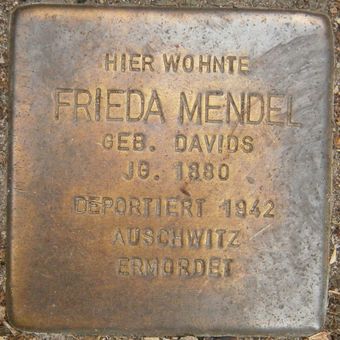 HIER WOHNTE
FRIEDA MENDEL
GEB. DAVIDS
JG. 1880
DEPORTIERT 1942
AUSCHWITZ
ERMORDET